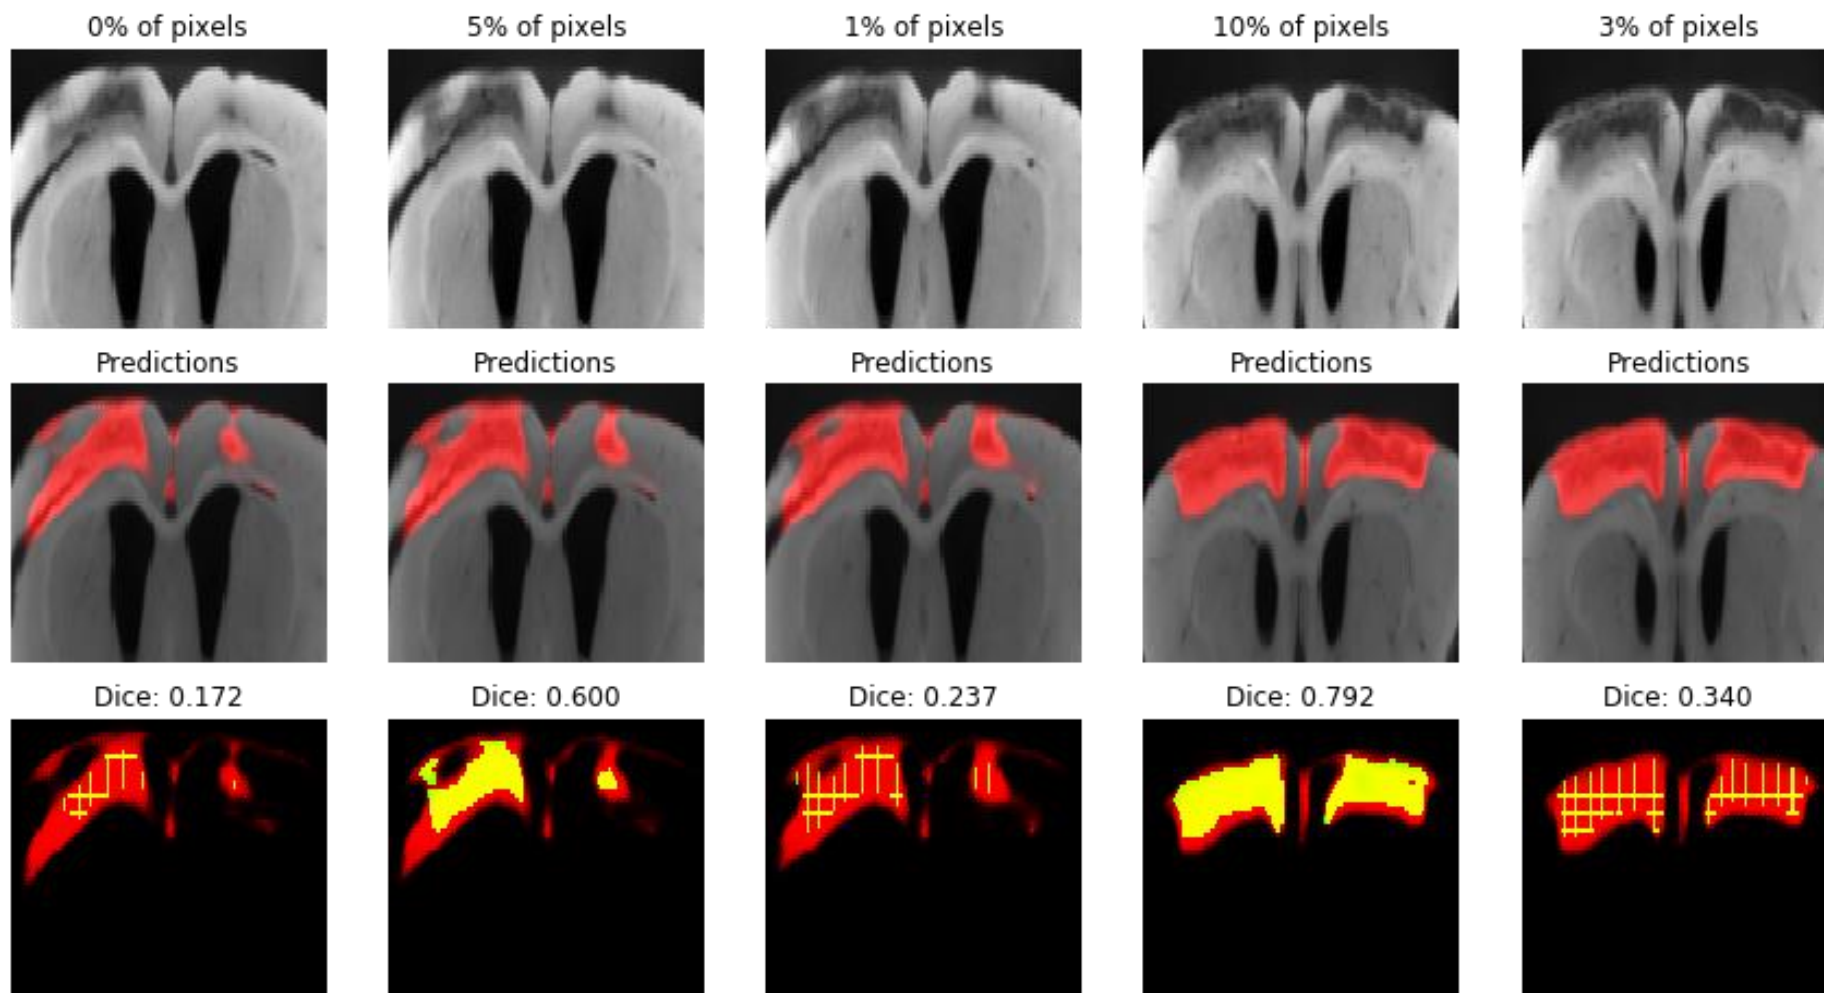 0% of pixels
5% of pixels
1% of pixels
10% of pixels
3% of pixels
Predictions
Predictions
Predictions
Predictions
Predictions
Dice: 0.172
Dice: 0.600
Dice: 0.237
Dice: 0.792
Dice: 0.340